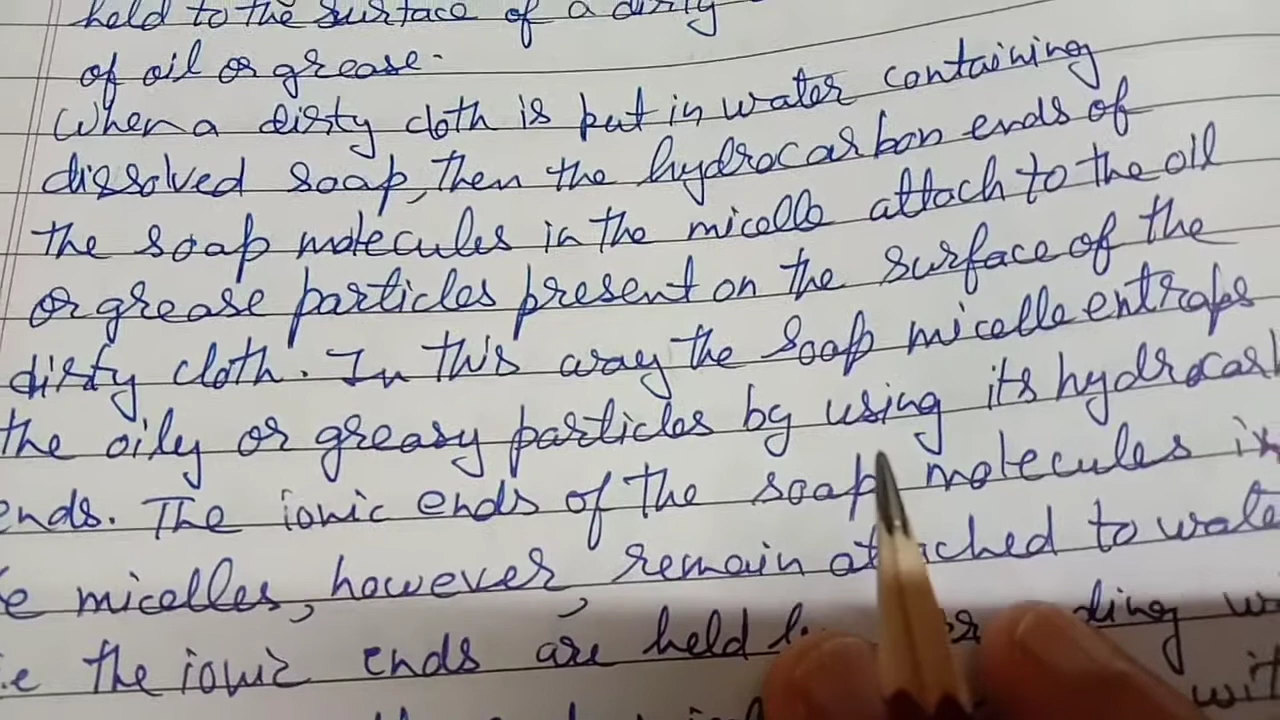 held to the surface of a dirty
of oil or grease.
When a dirty cloth is put in water containing
dissolved soap, then the hydrocarbon ends of
the soap molecules in the micelle attach to the oil
or grease particles present on the surface of the
dirty cloth. In this way the soap micelle entraps
the oily or greasy particles by using its hydrocar
ends. The ionic ends of the soap molecules in
micelles, however, remain attached to wate
the ionic ends are held